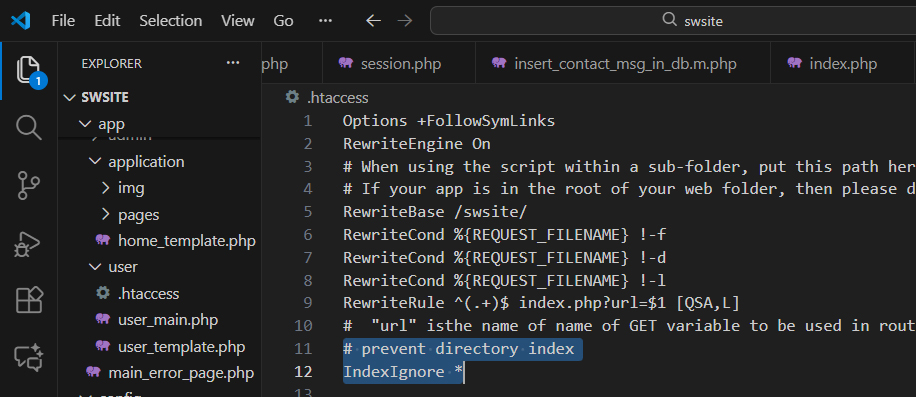 File Edit Selection View Go ··· swsite
EXPLORER ···
php session.php insert_contact_msg_in_db.m.php index.php
1
SWSITE
.htaccess
app
admin
application
img
pages
home_template.php
user
.htaccess
user_main.php
user_template.php
main_error_page.php
config
1 Options +FollowSymLinks
2 RewriteEngine On
3 # When using the script within a sub-folder, put this path her
4 # If your app is in the root of your web folder, then please d
5 RewriteBase /swsite/
6 RewriteCond %{REQUEST_FILENAME} !-f
7 RewriteCond %{REQUEST_FILENAME} !-d
8 RewriteCond %{REQUEST_FILENAME} !-l
9 RewriteRule ^(.+)$ index.php?url=$1 [QSA,L]
10 #  "url" isthe name of name of GET variable to be used in rout
11 # prevent directory index
12 IndexIgnore *
13